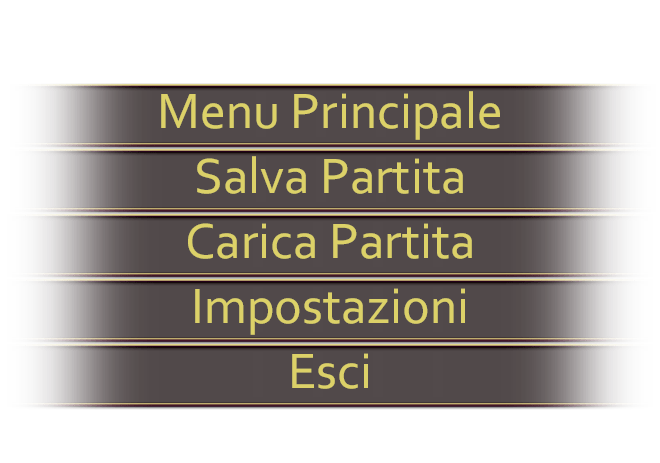 Menu Principale
Salva Partita
Carica Partita
Impostazioni
Esci